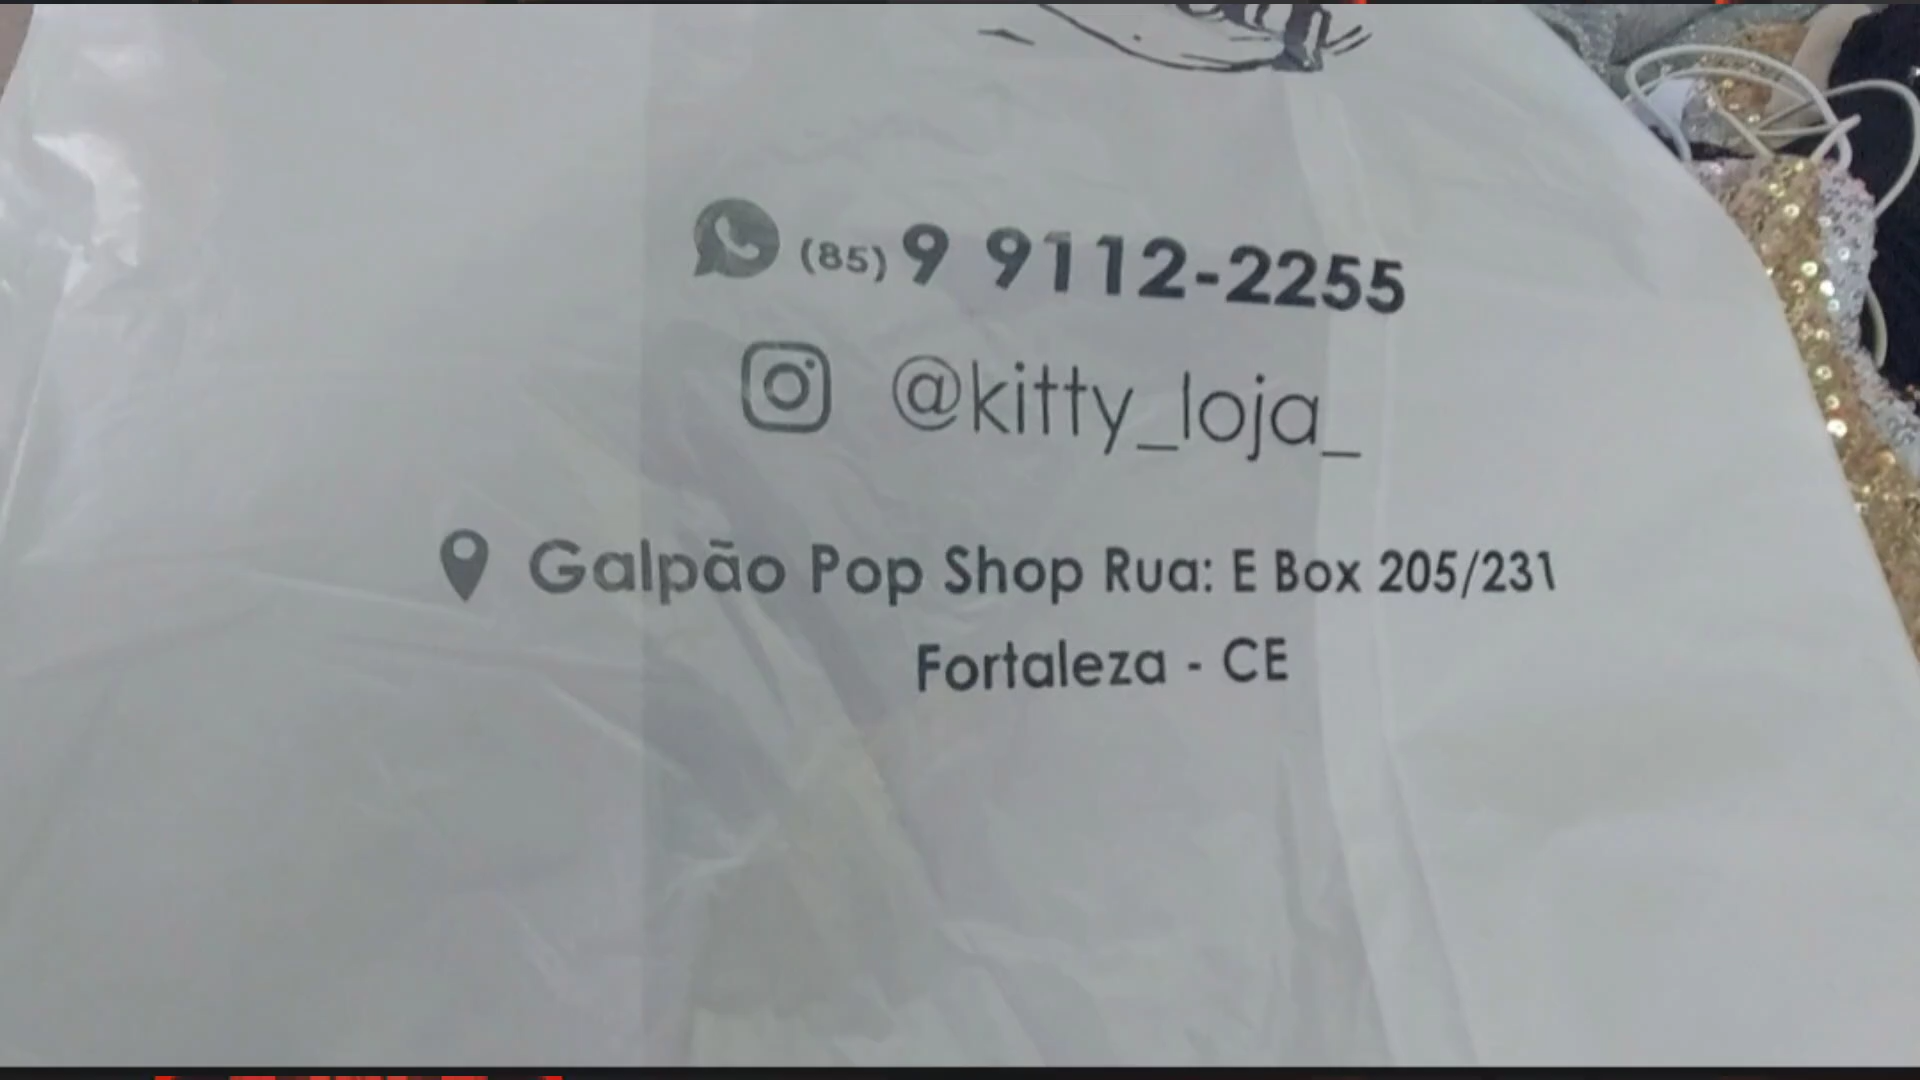 (85) 9 9112-2255
@kitty_loja_
Galpão Pop Shop Rua: E Box 205/231
Fortaleza - CE